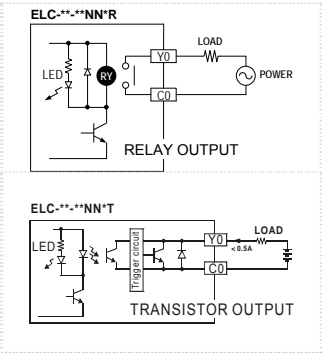 ELC-**-**NN*R
LED
RY
Y0
C0
LOAD
POWER
RELAY OUTPUT
ELC-**-**NN*T
LED
Trigger circuit
Y0
C0
LOAD
< 0.5A
TRANSISTOR OUTPUT